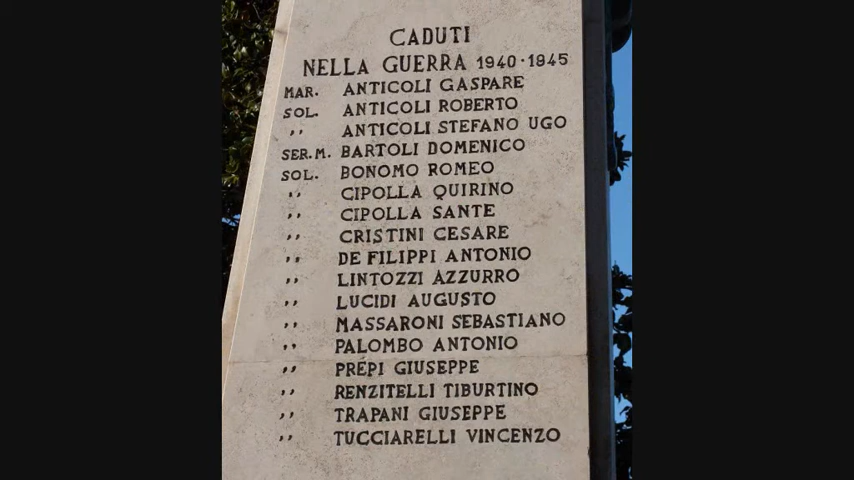 CADUTI
NELLA GUERRA 1940·1945
MAR. ANTICOLI GASPARE
SOL. ANTICOLI ROBERTO
,, ANTICOLI STEFANO UGO
SER.M. BARTOLI DOMENICO
SOL. BONOMO ROMEO
,, CIPOLLA QUIRINO
,, CIPOLLA SANTE
,, CRISTINI CESARE
,, DE FILIPPI ANTONIO
,, LINTOZZI AZZURRO
,, LUCIDI AUGUSTO
,, MASSARONI SEBASTIANO
,, PALOMBO ANTONIO
,, PRÉPI GIUSEPPE
,, RENZITELLI TIBURTINO
,, TRAPANI GIUSEPPE
,, TUCCIARELLI VINCENZO